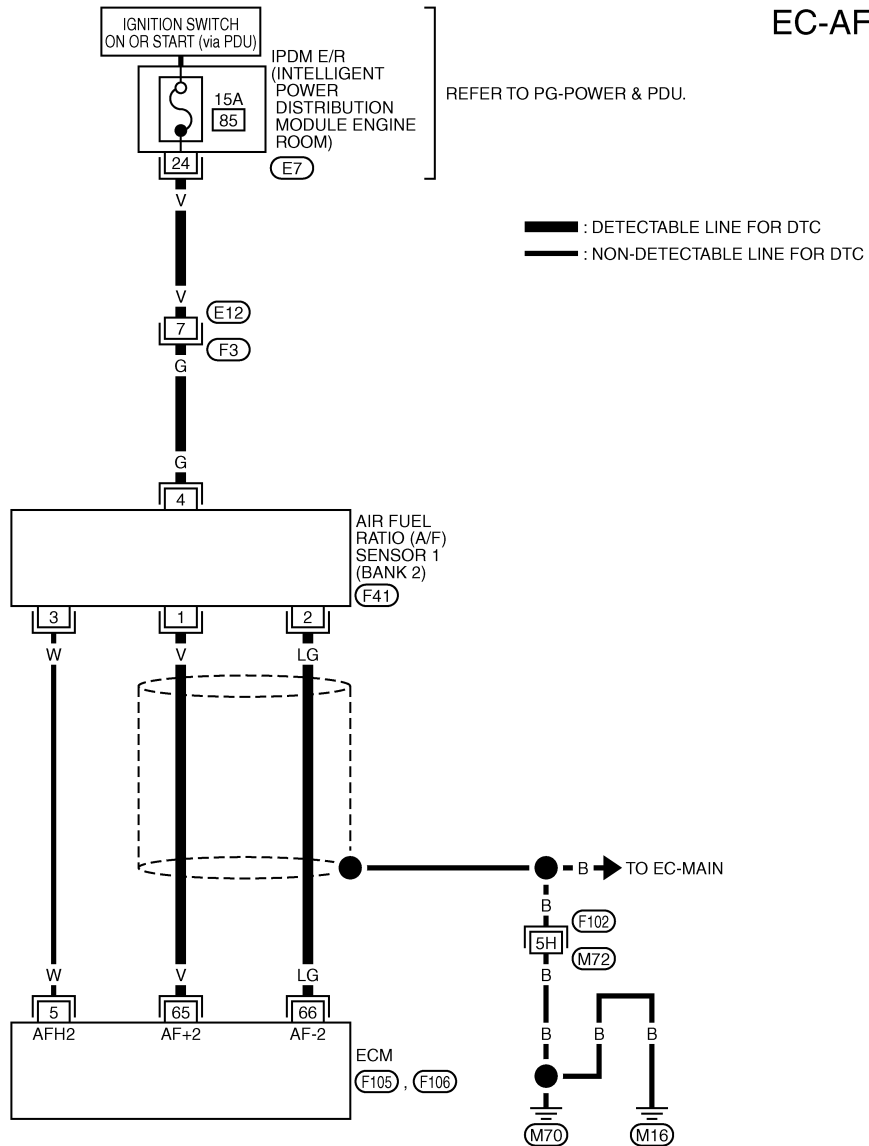 EC-AF
IGNITION SWITCH
ON OR START (via PDU)
IPDM E/R
(INTELLIGENT
POWER
DISTRIBUTION
MODULE ENGINE
ROOM)
15A
85
REFER TO PG-POWER & PDU.
24
E7
V
: DETECTABLE LINE FOR DTC
: NON-DETECTABLE LINE FOR DTC
V
E12
7
F3
G
G
4
AIR FUEL
RATIO (A/F)
SENSOR 1
(BANK 2)
F41
3
1
2
W
V
LG
B
TO EC-MAIN
B
F102
5H
M72
B
W
V
LG
5
65
66
AFH2
AF+2
AF-2
B
B
B
ECM
F105 , F106
M70
M16